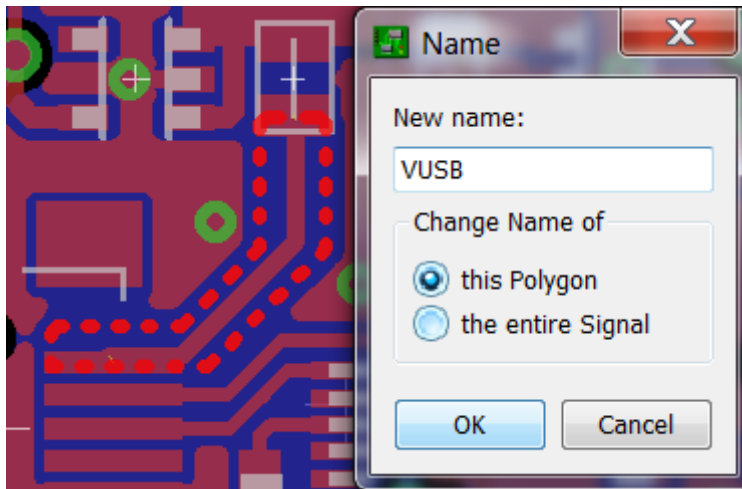 Name
New name:
VUSB
Change Name of
this Polygon
the entire Signal
OK
Cancel